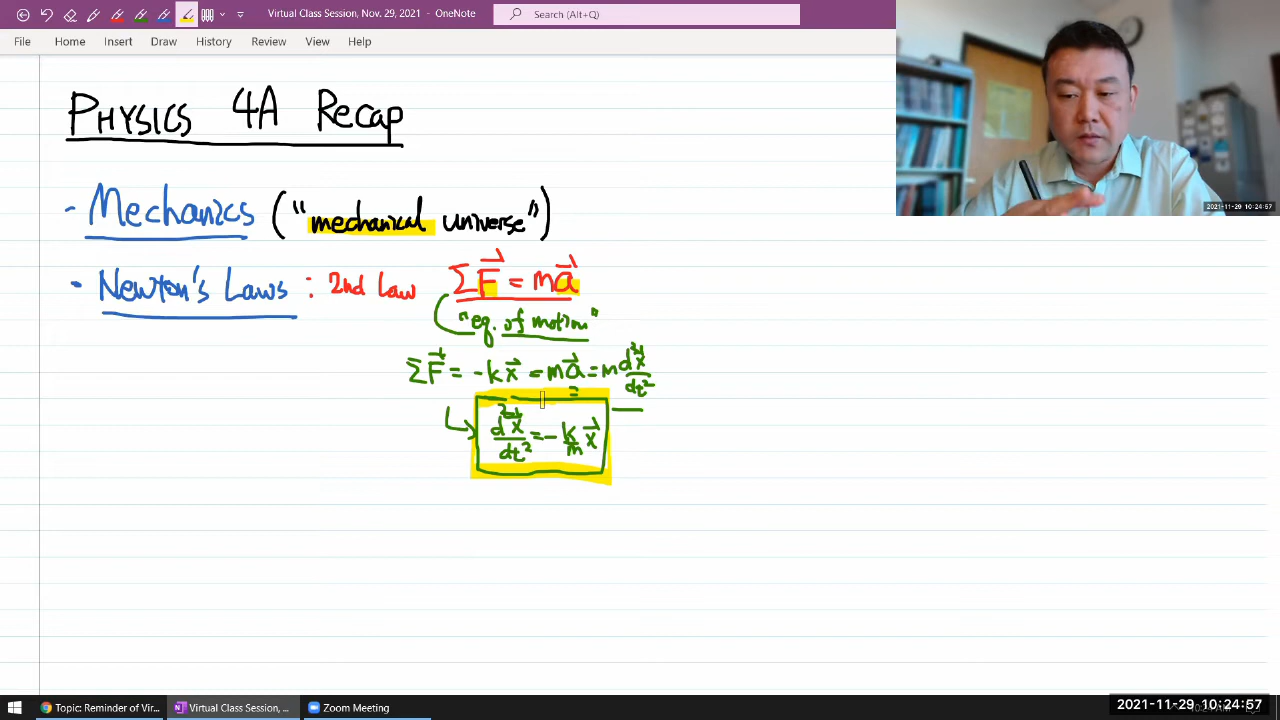 Virtual Class Session, Nov. 29, 2021 - OneNote
Search (Alt+Q)
File Home Insert Draw History Review View Help
PHYSICS 4A Recap
- Mechanics ("mechanical universe")
• Newton's Laws : 2nd Law ΣF⃗ = ma⃗
"eq. of motion"
ΣF⃗ = -kx⃗ = ma⃗ = m d²x⃗/dt²
d²x⃗/dt² = - k/m x⃗
2021-11-29 10:24:57
Topic: Reminder of Vir... Virtual Class Session, ... Zoom Meeting
2021-11-29 10:24:57